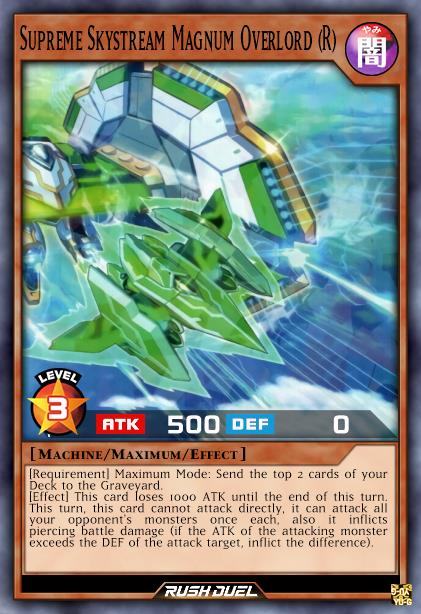 Supreme Skystream Magnum Overlord (R)
やみ
闇
LEVEL
3
ATK 500 DEF 0
[Machine/Maximum/Effect]
[Requirement] Maximum Mode: Send the top 2 cards of your
Deck to the Graveyard.
[Effect] This card loses 1000 ATK until the end of this turn.
This turn, this card cannot attack directly, it can attack all
your opponent's monsters once each, also it inflicts
piercing battle damage (if the ATK of the attacking monster
exceeds the DEF of the attack target, inflict the difference).
RUSH DUEL